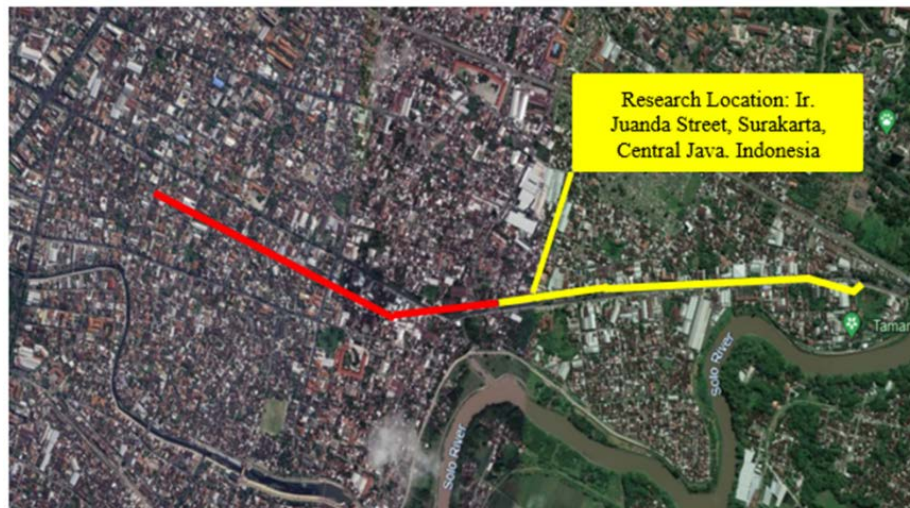 Research Location: Ir.
Juanda Street, Surakarta,
Central Java. Indonesia
Solo River
Solo River
Taman